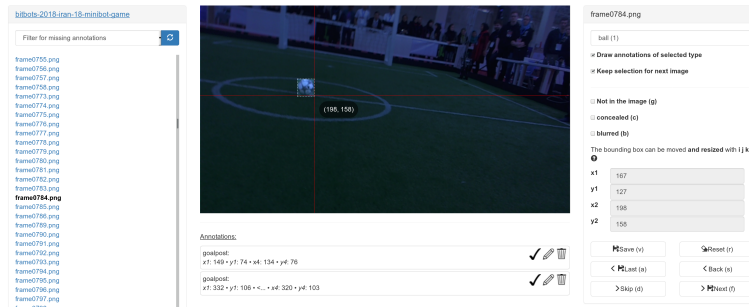 bitbots-2018-iran-18-minibot-game
Filter for missing annotations
frame0755.png
frame0756.png
frame0757.png
frame0758.png
frame0773.png
frame0774.png
frame0775.png
frame0776.png
frame0777.png
frame0778.png
frame0779.png
frame0780.png
frame0781.png
frame0782.png
frame0783.png
frame0784.png
frame0785.png
frame0786.png
frame0789.png
frame0790.png
frame0791.png
frame0792.png
frame0793.png
frame0794.png
frame0795.png
frame0796.png
frame0797.png
(198, 158)
Annotations:
goalpost:
x1: 149 • y1: 74 • x4: 134 • y4: 76
goalpost:
x1: 332 • y1: 106 • <... • x4: 320 • y4: 103
frame0784.png
ball (1)
Draw annotations of selected type
Keep selection for next image
Not in the image (g)
concealed (c)
blurred (b)
The bounding box can be moved and resized with i j k
x1 167
y1 127
x2 198
y2 158
Save (v) Reset (r)
Last (a) Back (s)
Skip (d) Next (f)